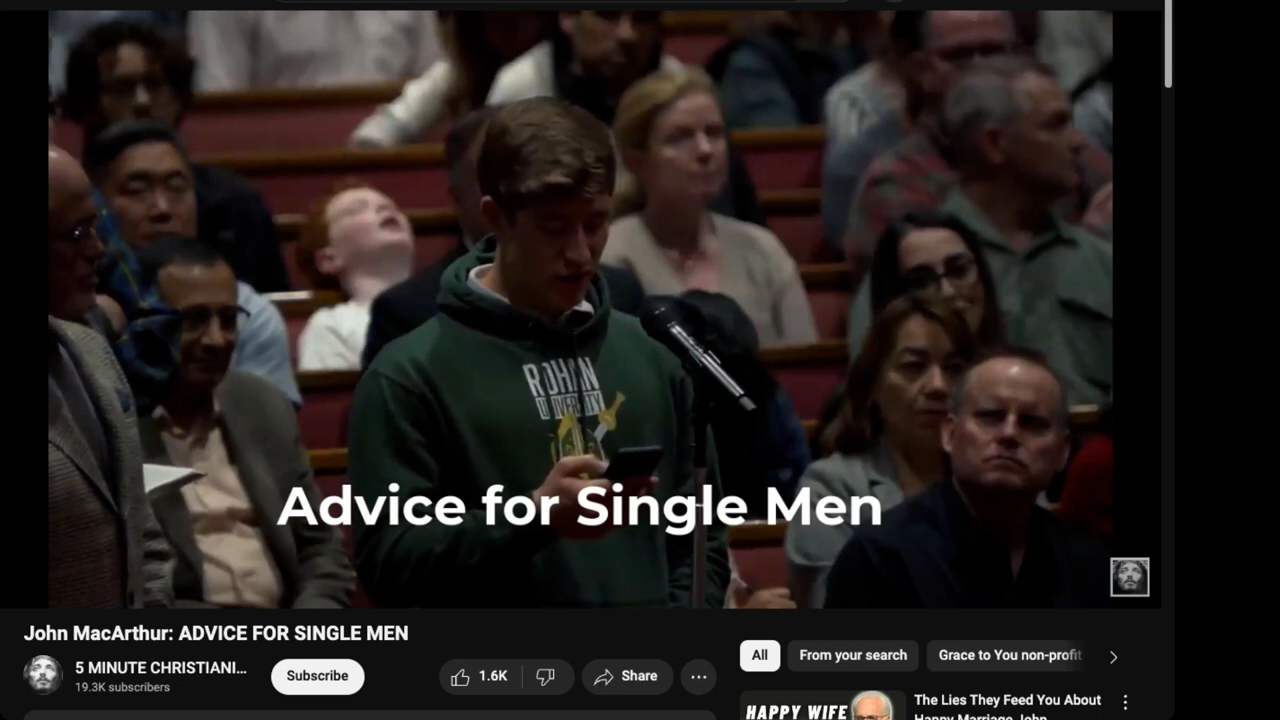 ROHAN
UNIVERSITY
Advice for Single Men
John MacArthur: ADVICE FOR SINGLE MEN
5 MINUTE CHRISTIANI...
19.3K subscribers
Subscribe
1.6K
Share
All
From your search
Grace to You non-profit
HAPPY WIFE
The Lies They Feed You About
Happy Marriage John